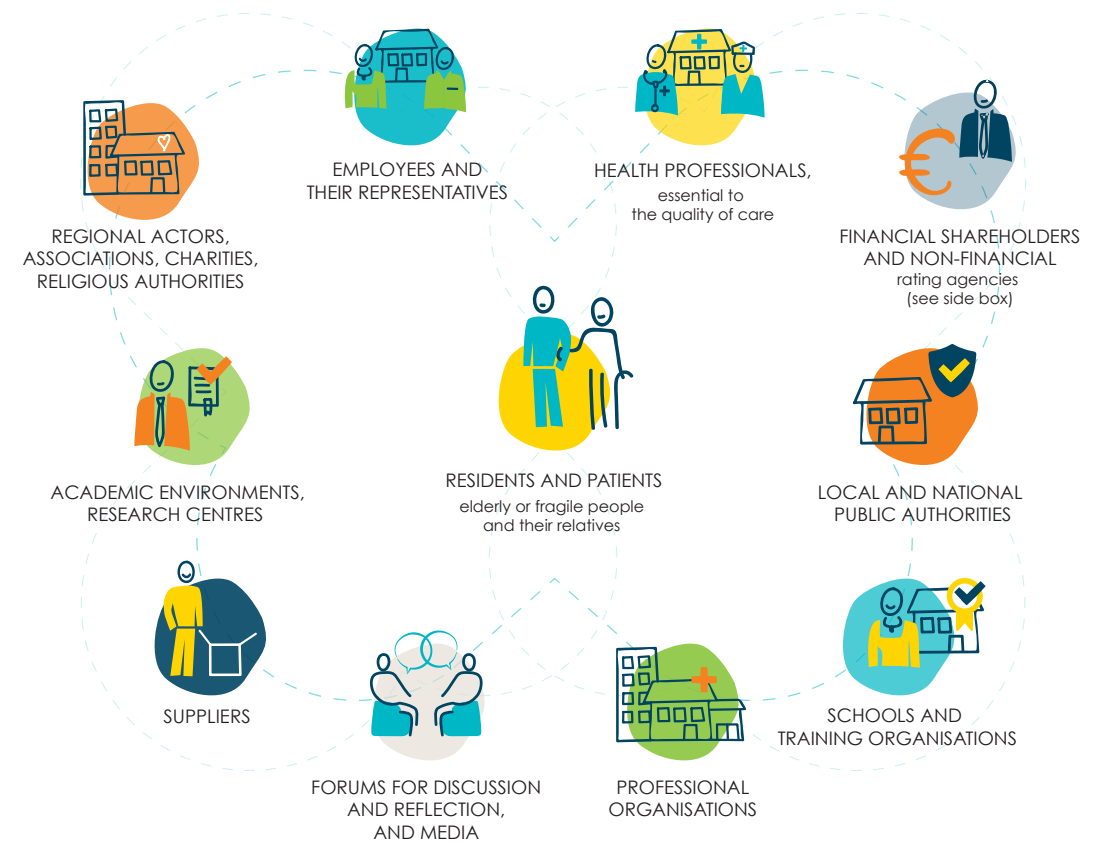 EMPLOYEES AND
THEIR REPRESENTATIVES
HEALTH PROFESSIONALS,
essential to
the quality of care
REGIONAL ACTORS,
ASSOCIATIONS, CHARITIES,
RELIGIOUS AUTHORITIES
FINANCIAL SHAREHOLDERS
AND NON-FINANCIAL
rating agencies
(see side box)
RESIDENTS AND PATIENTS
elderly or fragile people
and their relatives
ACADEMIC ENVIRONMENTS,
RESEARCH CENTRES
LOCAL AND NATIONAL
PUBLIC AUTHORITIES
SUPPLIERS
SCHOOLS AND
TRAINING ORGANISATIONS
FORUMS FOR DISCUSSION
AND REFLECTION,
AND MEDIA
PROFESSIONAL
ORGANISATIONS